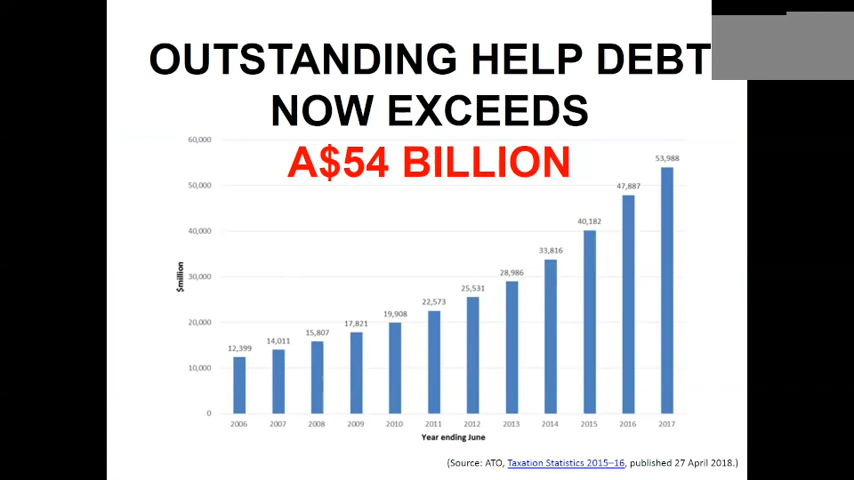 OUTSTANDING HELP DEBT
NOW EXCEEDS
A$54 BILLION
60,000
50,000
40,000
30,000
20,000
10,000
0
$million
12,399
14,011
15,807
17,821
19,908
22,573
25,531
28,986
33,816
40,182
47,887
53,988
2006 2007 2008 2009 2010 2011 2012 2013 2014 2015 2016 2017
Year ending June
(Source: ATO, Taxation Statistics 2015–16, published 27 April 2018.)